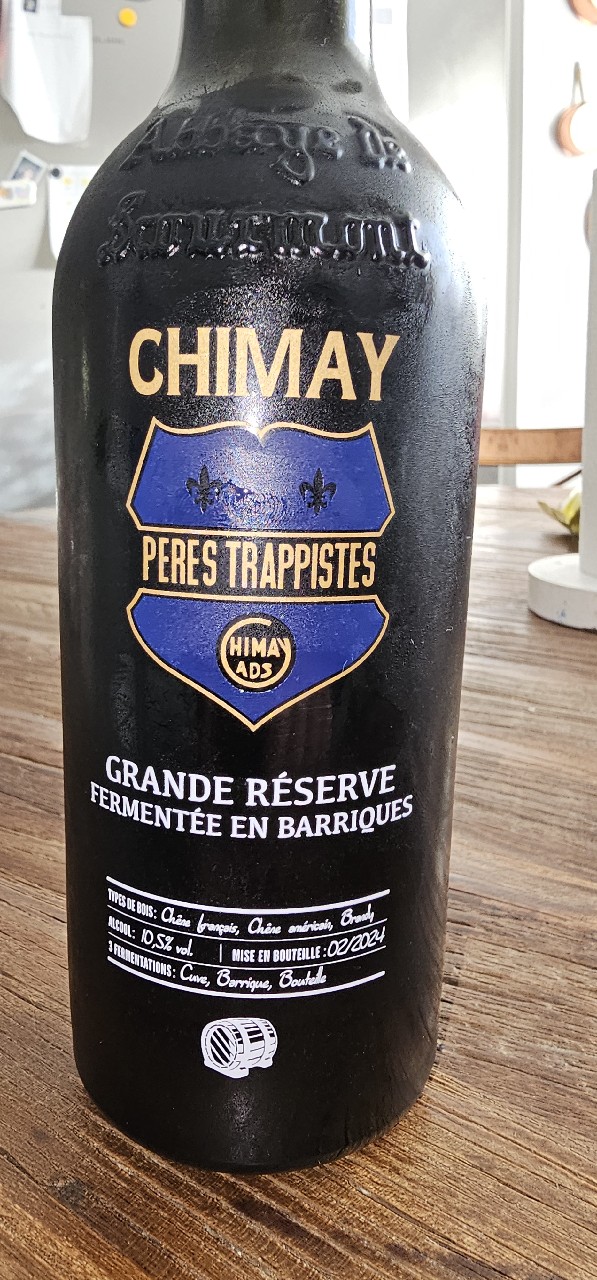 Abbaye De
Scourmont
CHIMAY
PERES TRAPPISTES
CHIMAY
ADS
GRANDE RÉSERVE
FERMENTÉE EN BARRIQUES
TYPES DE BOIS: Chêne français, Chêne américain, Brandy
ALCOOL: 10,5% vol. | MISE EN BOUTEILLE: 02/2024
3 FERMENTATIONS: Cuve, Barrique, Bouteille